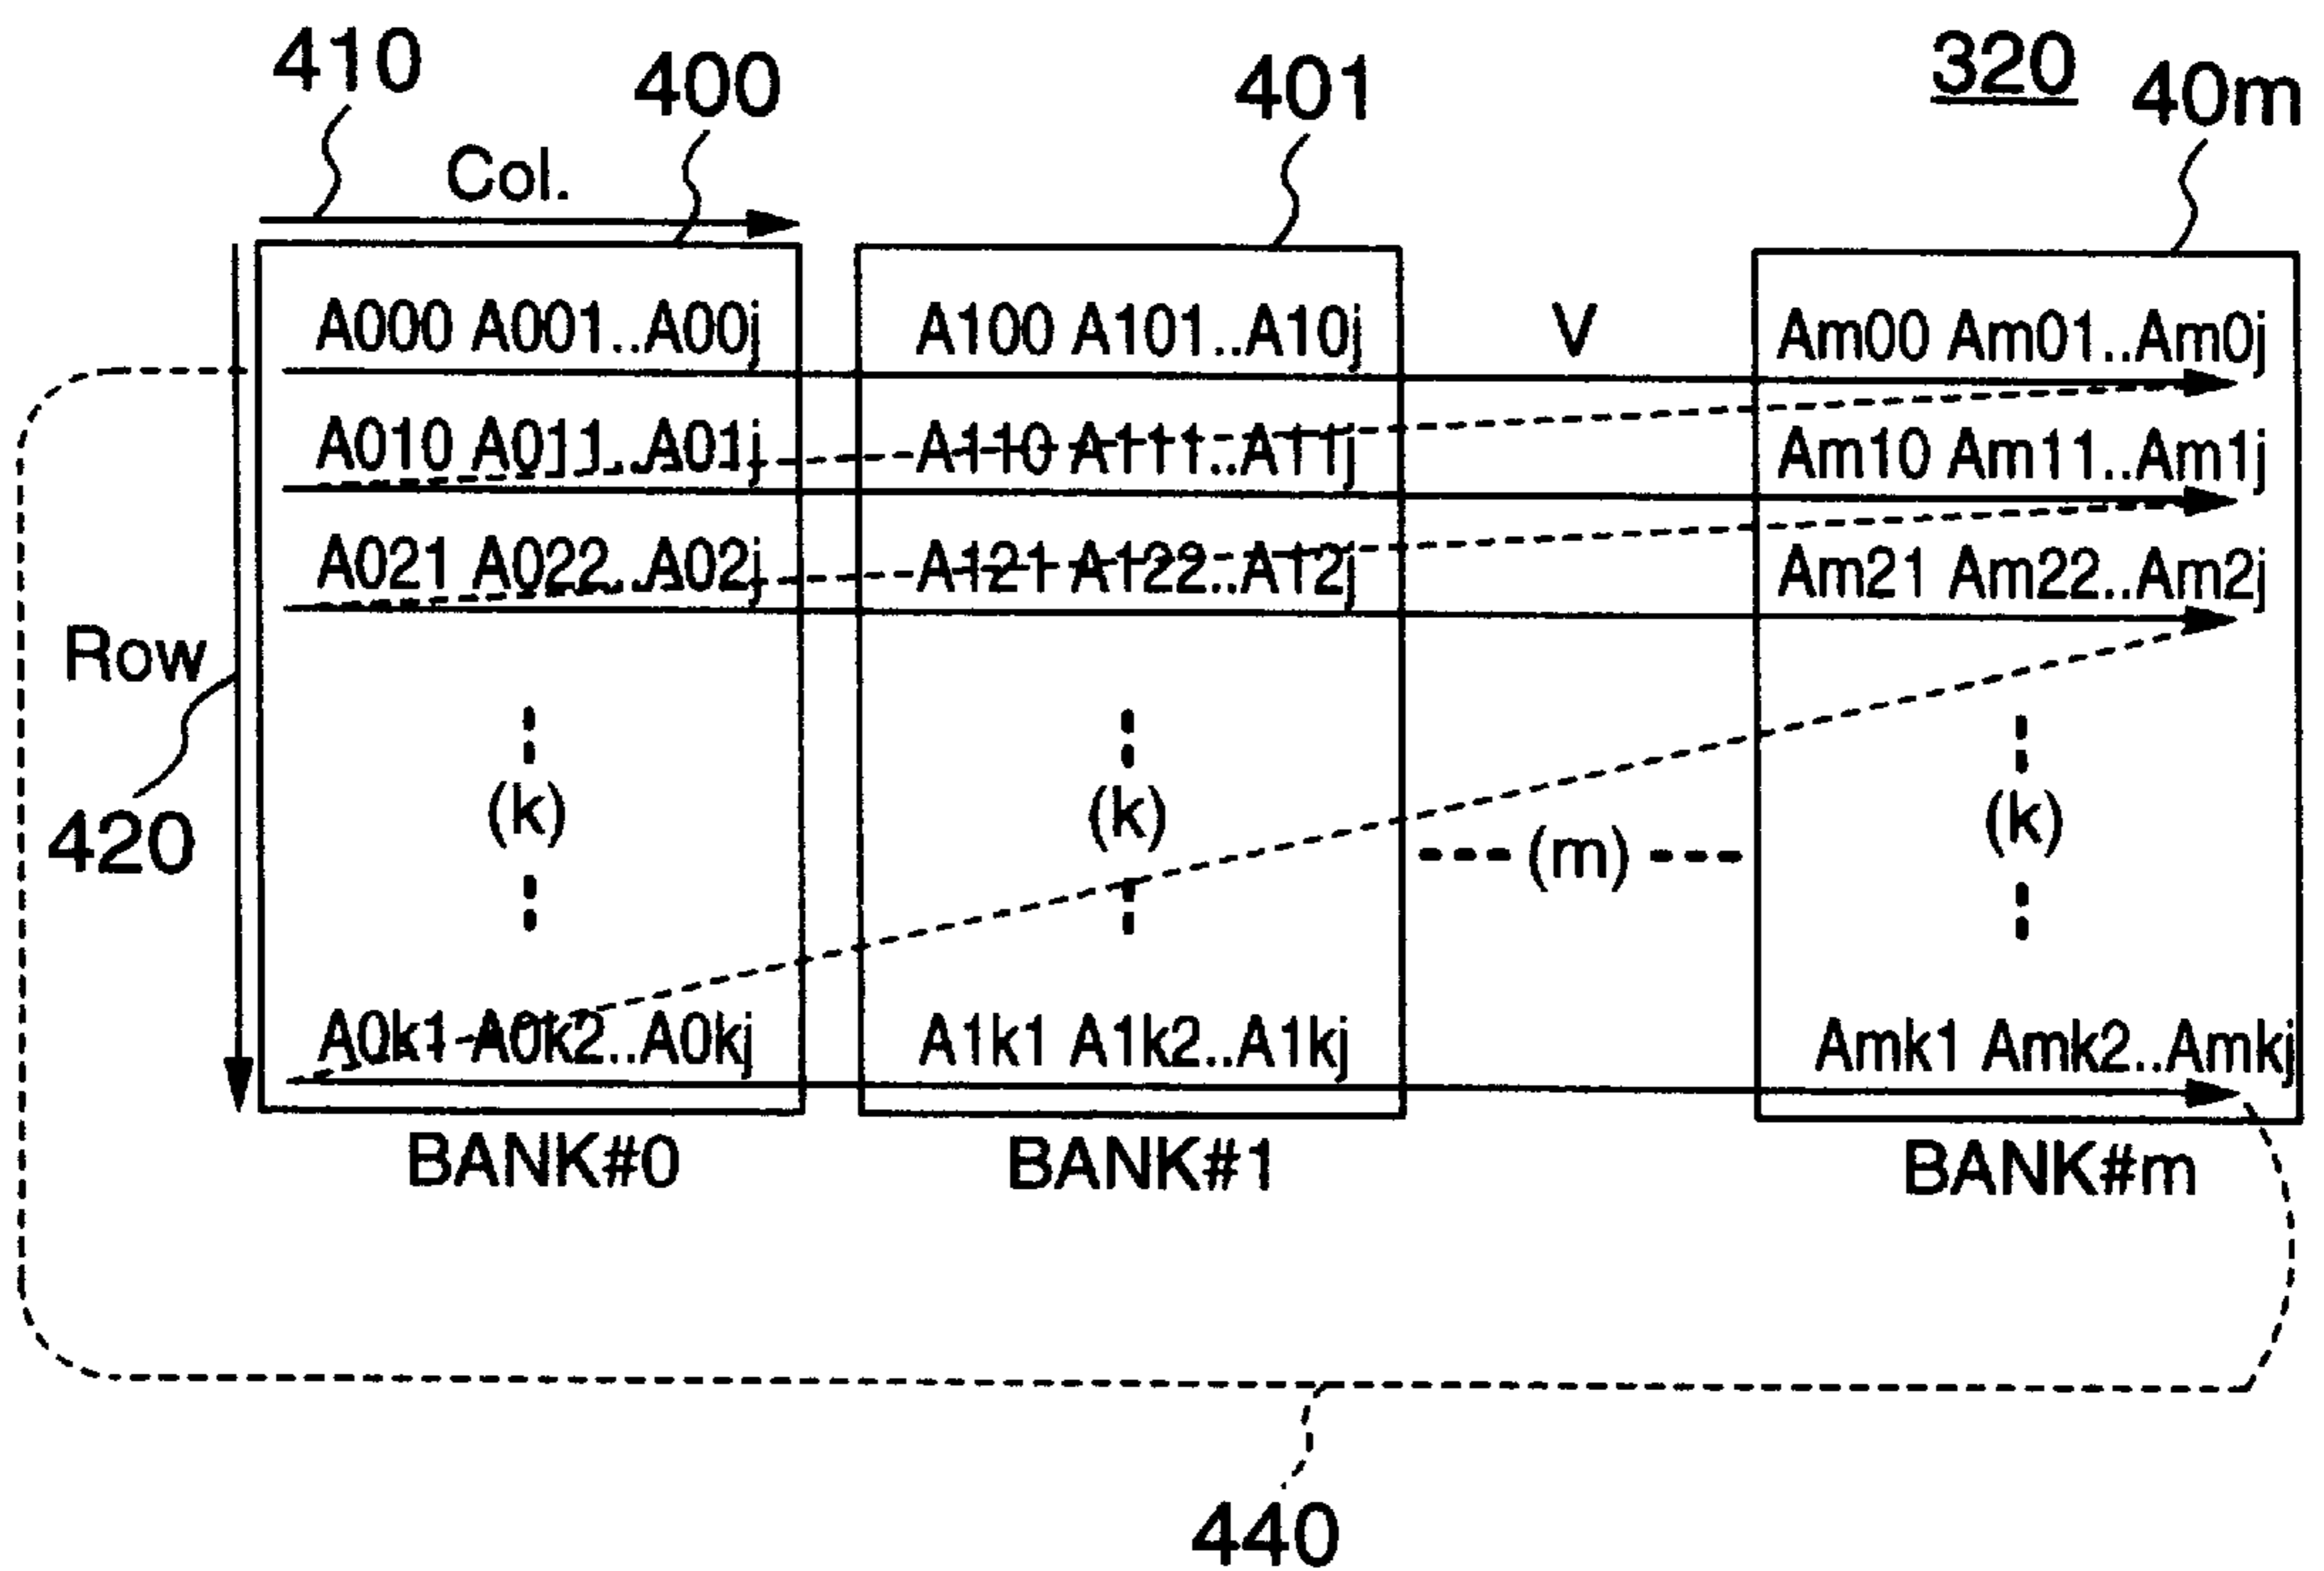 410 400 401 320 40m
Col.
A000 A001..A00j A100 A101..A10j V Am00 Am01..Am0j
A010 A011..A01j A110 A111..A11j Am10 Am11..Am1j
A021 A022..A02j A121 A122..A12j Am21 Am22..Am2j
Row
(k) (k) (m) (k)
420
A0k1 A0k2..A0kj A1k1 A1k2..A1kj Amk1 Amk2..Amkj
BANK#0 BANK#1 BANK#m
440